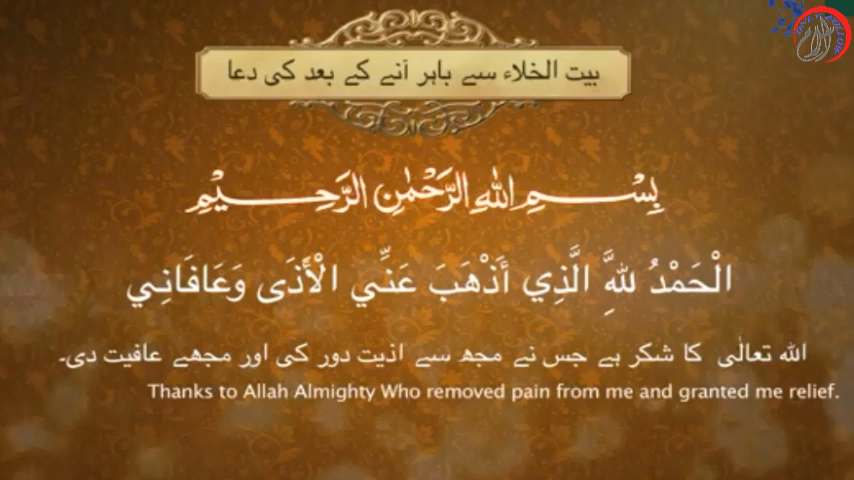 بیت الخلاء سے باہر آنے کے بعد کی دعا
بِسْمِ اللهِ الرَّحْمٰنِ الرَّحِيْمِ
الْحَمْدُ لِلَّهِ الَّذِي أَذْهَبَ عَنِّي الْأَذَى وَعَافَانِي
اللہ تعالٰی کا شکر ہے جس نے مجھ سے اذیت دور کی اور مجھے عافیت دی۔
Thanks to Allah Almighty Who removed pain from me and granted me relief.